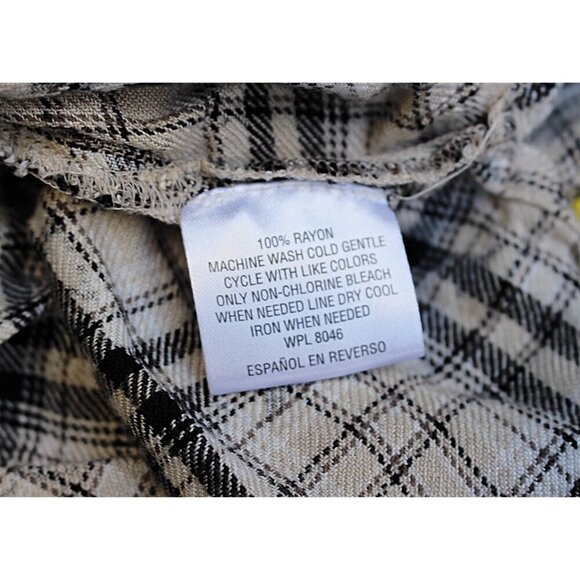 100% RAYON
MACHINE WASH COLD GENTLE
CYCLE WITH LIKE COLORS
ONLY NON-CHLORINE BLEACH
WHEN NEEDED LINE DRY COOL
IRON WHEN NEEDED
WPL 8046
ESPAÑOL EN REVERSO